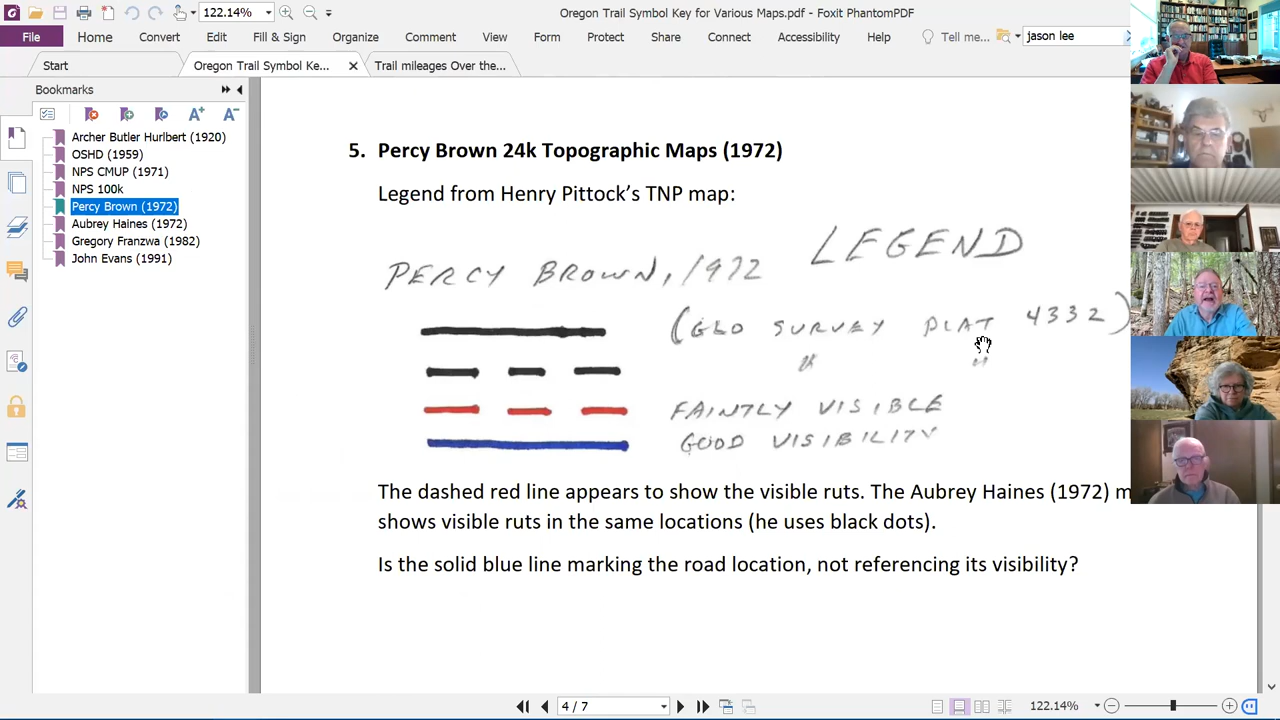 Oregon Trail Symbol Key for Various Maps.pdf - Foxit PhantomPDF
122.14%
File Home Convert Edit Fill & Sign Organize Comment View Form Protect Share Connect Accessibility Help Tell me... jason lee
Start Oregon Trail Symbol Ke... Trail mileages Over the...
Bookmarks
Archer Butler Hurlbert (1920)
OSHD (1959)
NPS CMUP (1971)
NPS 100k
Percy Brown (1972)
Aubrey Haines (1972)
Gregory Franzwa (1982)
John Evans (1991)
5. Percy Brown 24k Topographic Maps (1972)
Legend from Henry Pittock's TNP map:
LEGEND
PERCY BROWN, 1972
(GLO SURVEY PLAT 4332)
" "
FAINTLY VISIBLE
GOOD VISIBILITY
The dashed red line appears to show the visible ruts. The Aubrey Haines (1972) m
shows visible ruts in the same locations (he uses black dots).
Is the solid blue line marking the road location, not referencing its visibility?
4 / 7
122.14%